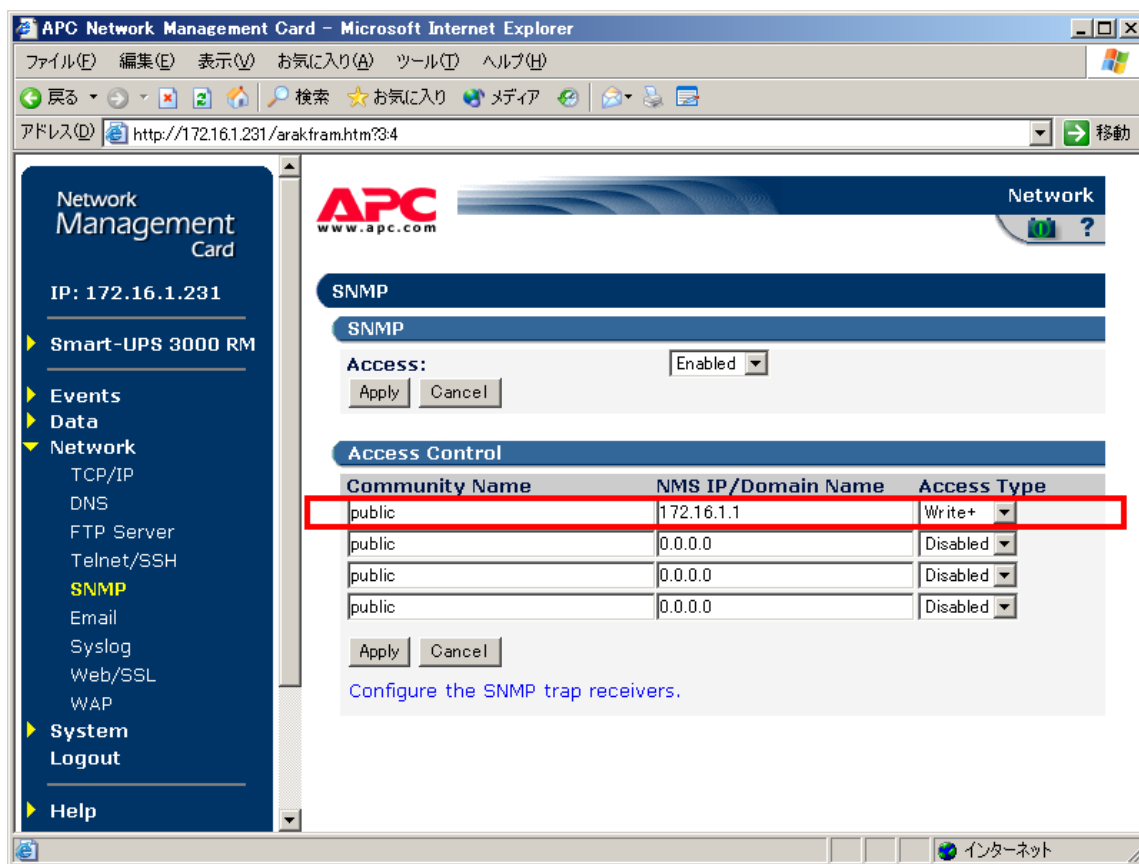 APC Network Management Card - Microsoft Internet Explorer
ファイル(F) 編集(E) 表示(V) お気に入り(A) ツール(T) ヘルプ(H)
戻る 検索 お気に入り メディア
アドレス(D) http://172.16.1.231/arakfram.htm?3:4 移動
Network
Management
Card
IP: 172.16.1.231
Smart-UPS 3000 RM
Events
Data
Network
TCP/IP
DNS
FTP Server
Telnet/SSH
SNMP
Email
Syslog
Web/SSL
WAP
System
Logout
Help
APC
www.apc.com
Network
?
SNMP
SNMP
Access: Enabled
Apply Cancel
Access Control
Community Name NMS IP/Domain Name Access Type
public 172.16.1.1 Write+
public 0.0.0.0 Disabled
public 0.0.0.0 Disabled
public 0.0.0.0 Disabled
Apply Cancel
Configure the SNMP trap receivers.
インターネット